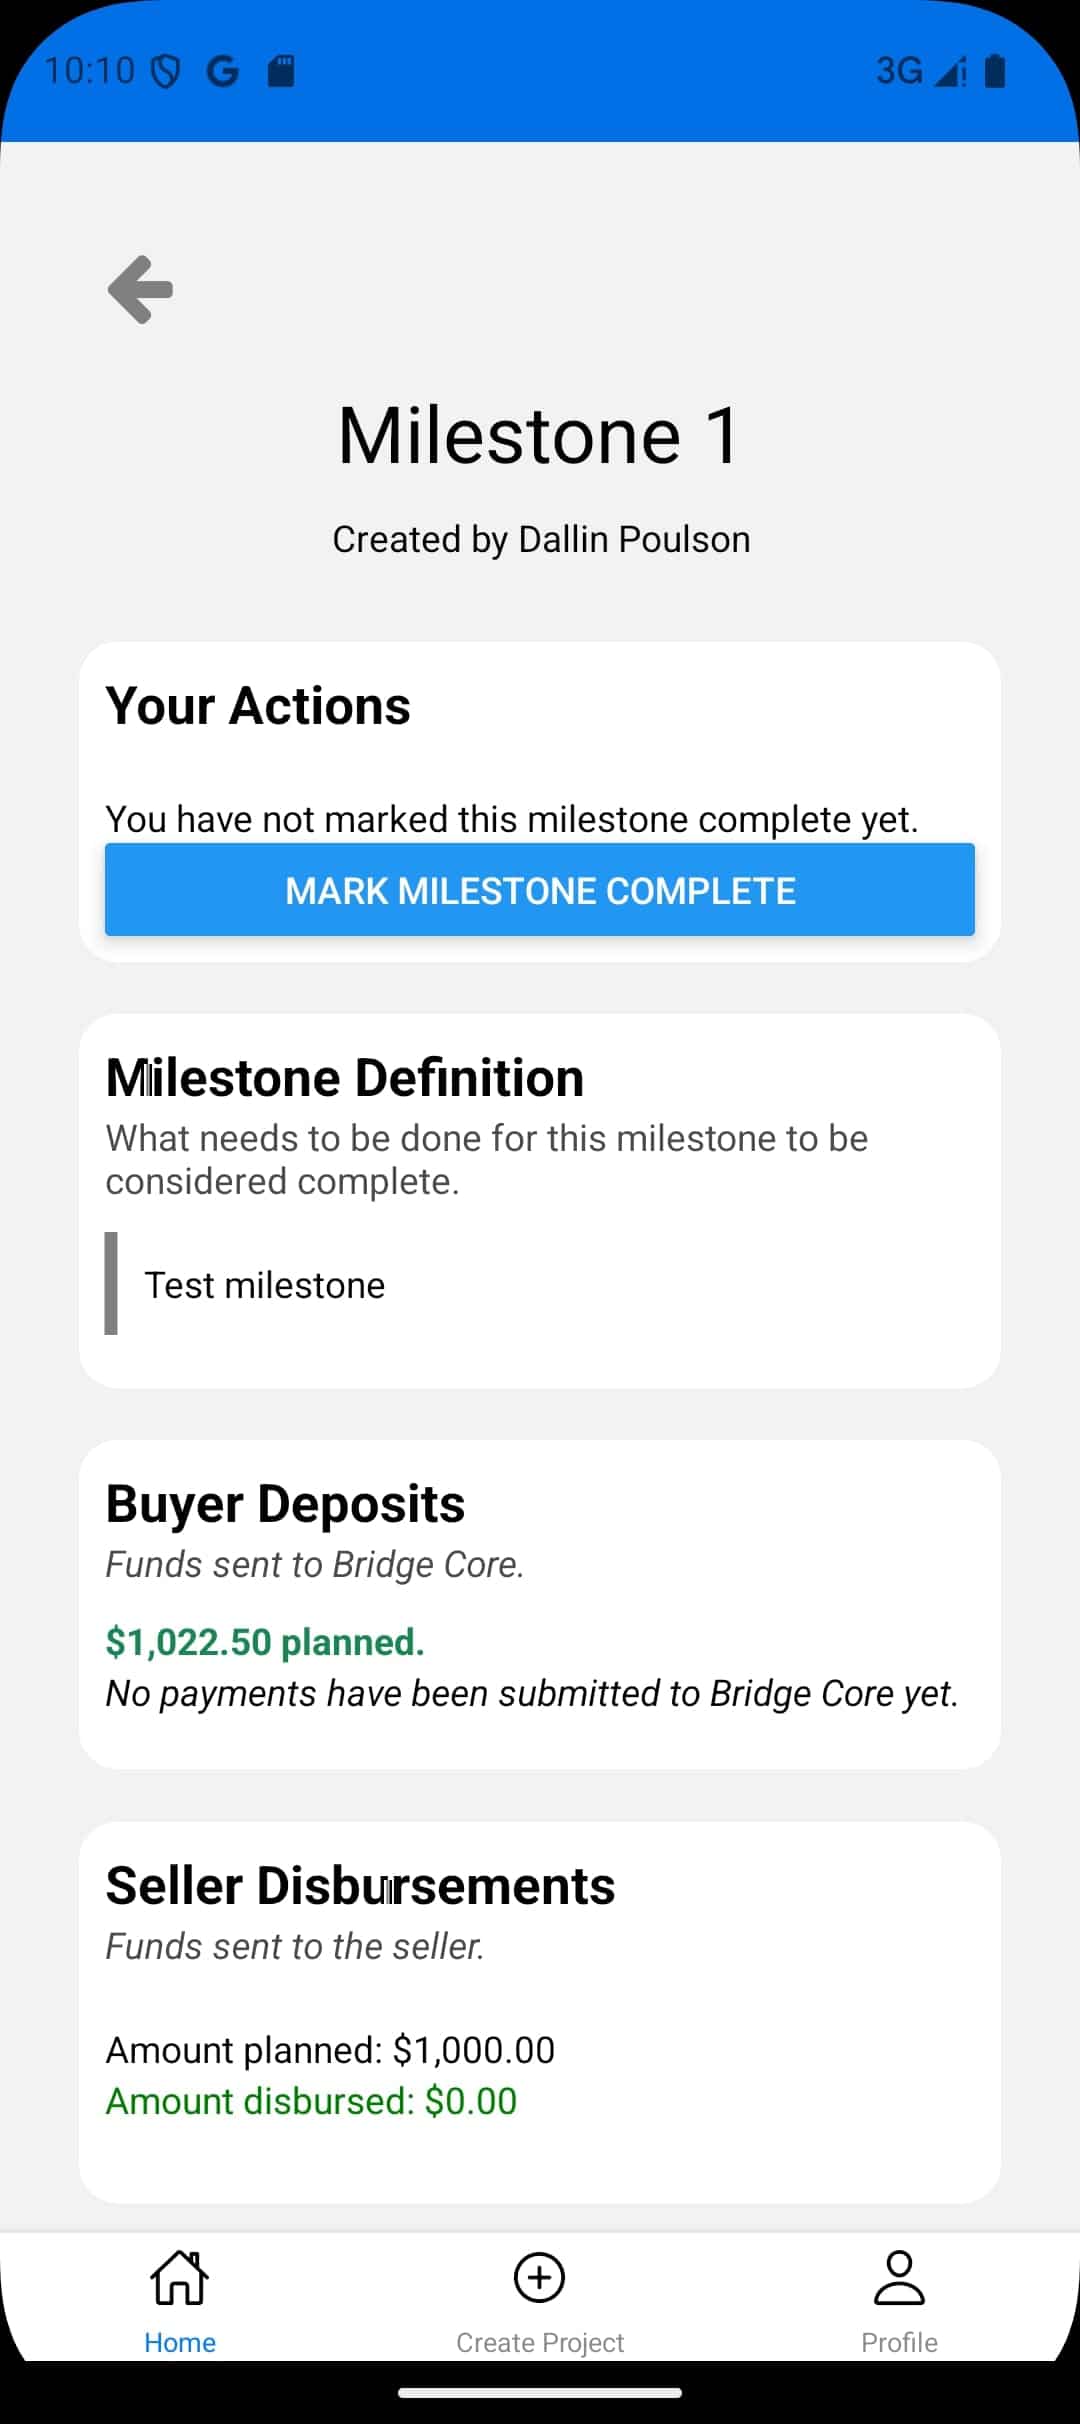 10:10
3G
Milestone 1
Created by Dallin Poulson
Your Actions
You have not marked this milestone complete yet.
MARK MILESTONE COMPLETE
Milestone Definition
What needs to be done for this milestone to be
considered complete.
Test milestone
Buyer Deposits
Funds sent to Bridge Core.
$1,022.50 planned.
No payments have been submitted to Bridge Core yet.
Seller Disbursements
Funds sent to the seller.
Amount planned: $1,000.00
Amount disbursed: $0.00
Home
Create Project
Profile